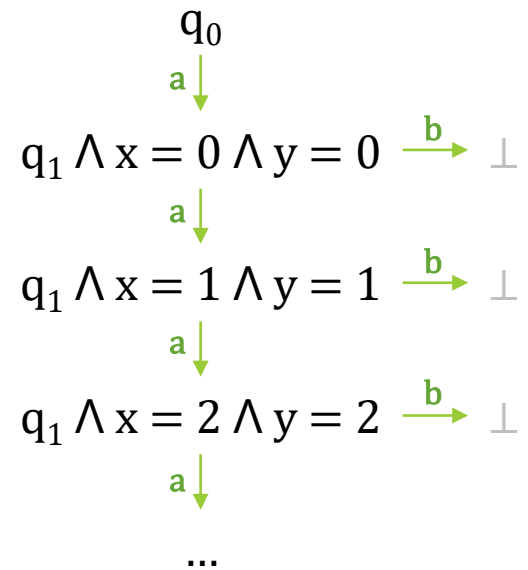 q₀
a
q₁ ∧ x = 0 ∧ y = 0 b ⊥
a
q₁ ∧ x = 1 ∧ y = 1 b ⊥
a
q₁ ∧ x = 2 ∧ y = 2 b ⊥
a
...